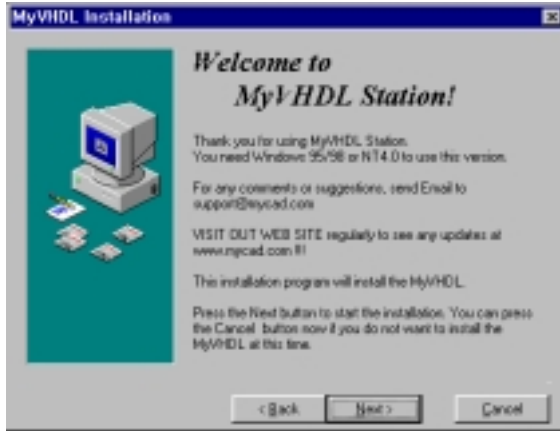 MyVHDL Installation
Welcome to
MyVHDL Station!
Thank you for using MyVHDL Station.
You need Windows 95/98 or NT4.0 to use this version.
For any comments or suggestions, send Email to
support@mycad.com
VISIT OUT WEB SITE regularly to see any updates at
www.mycad.com !!!
This installation program will install the MyVHDL.
Press the Next button to start the installation. You can press
the Cancel button now if you do not want to install the
MyVHDL at this time.
< Back
Next >
Cancel